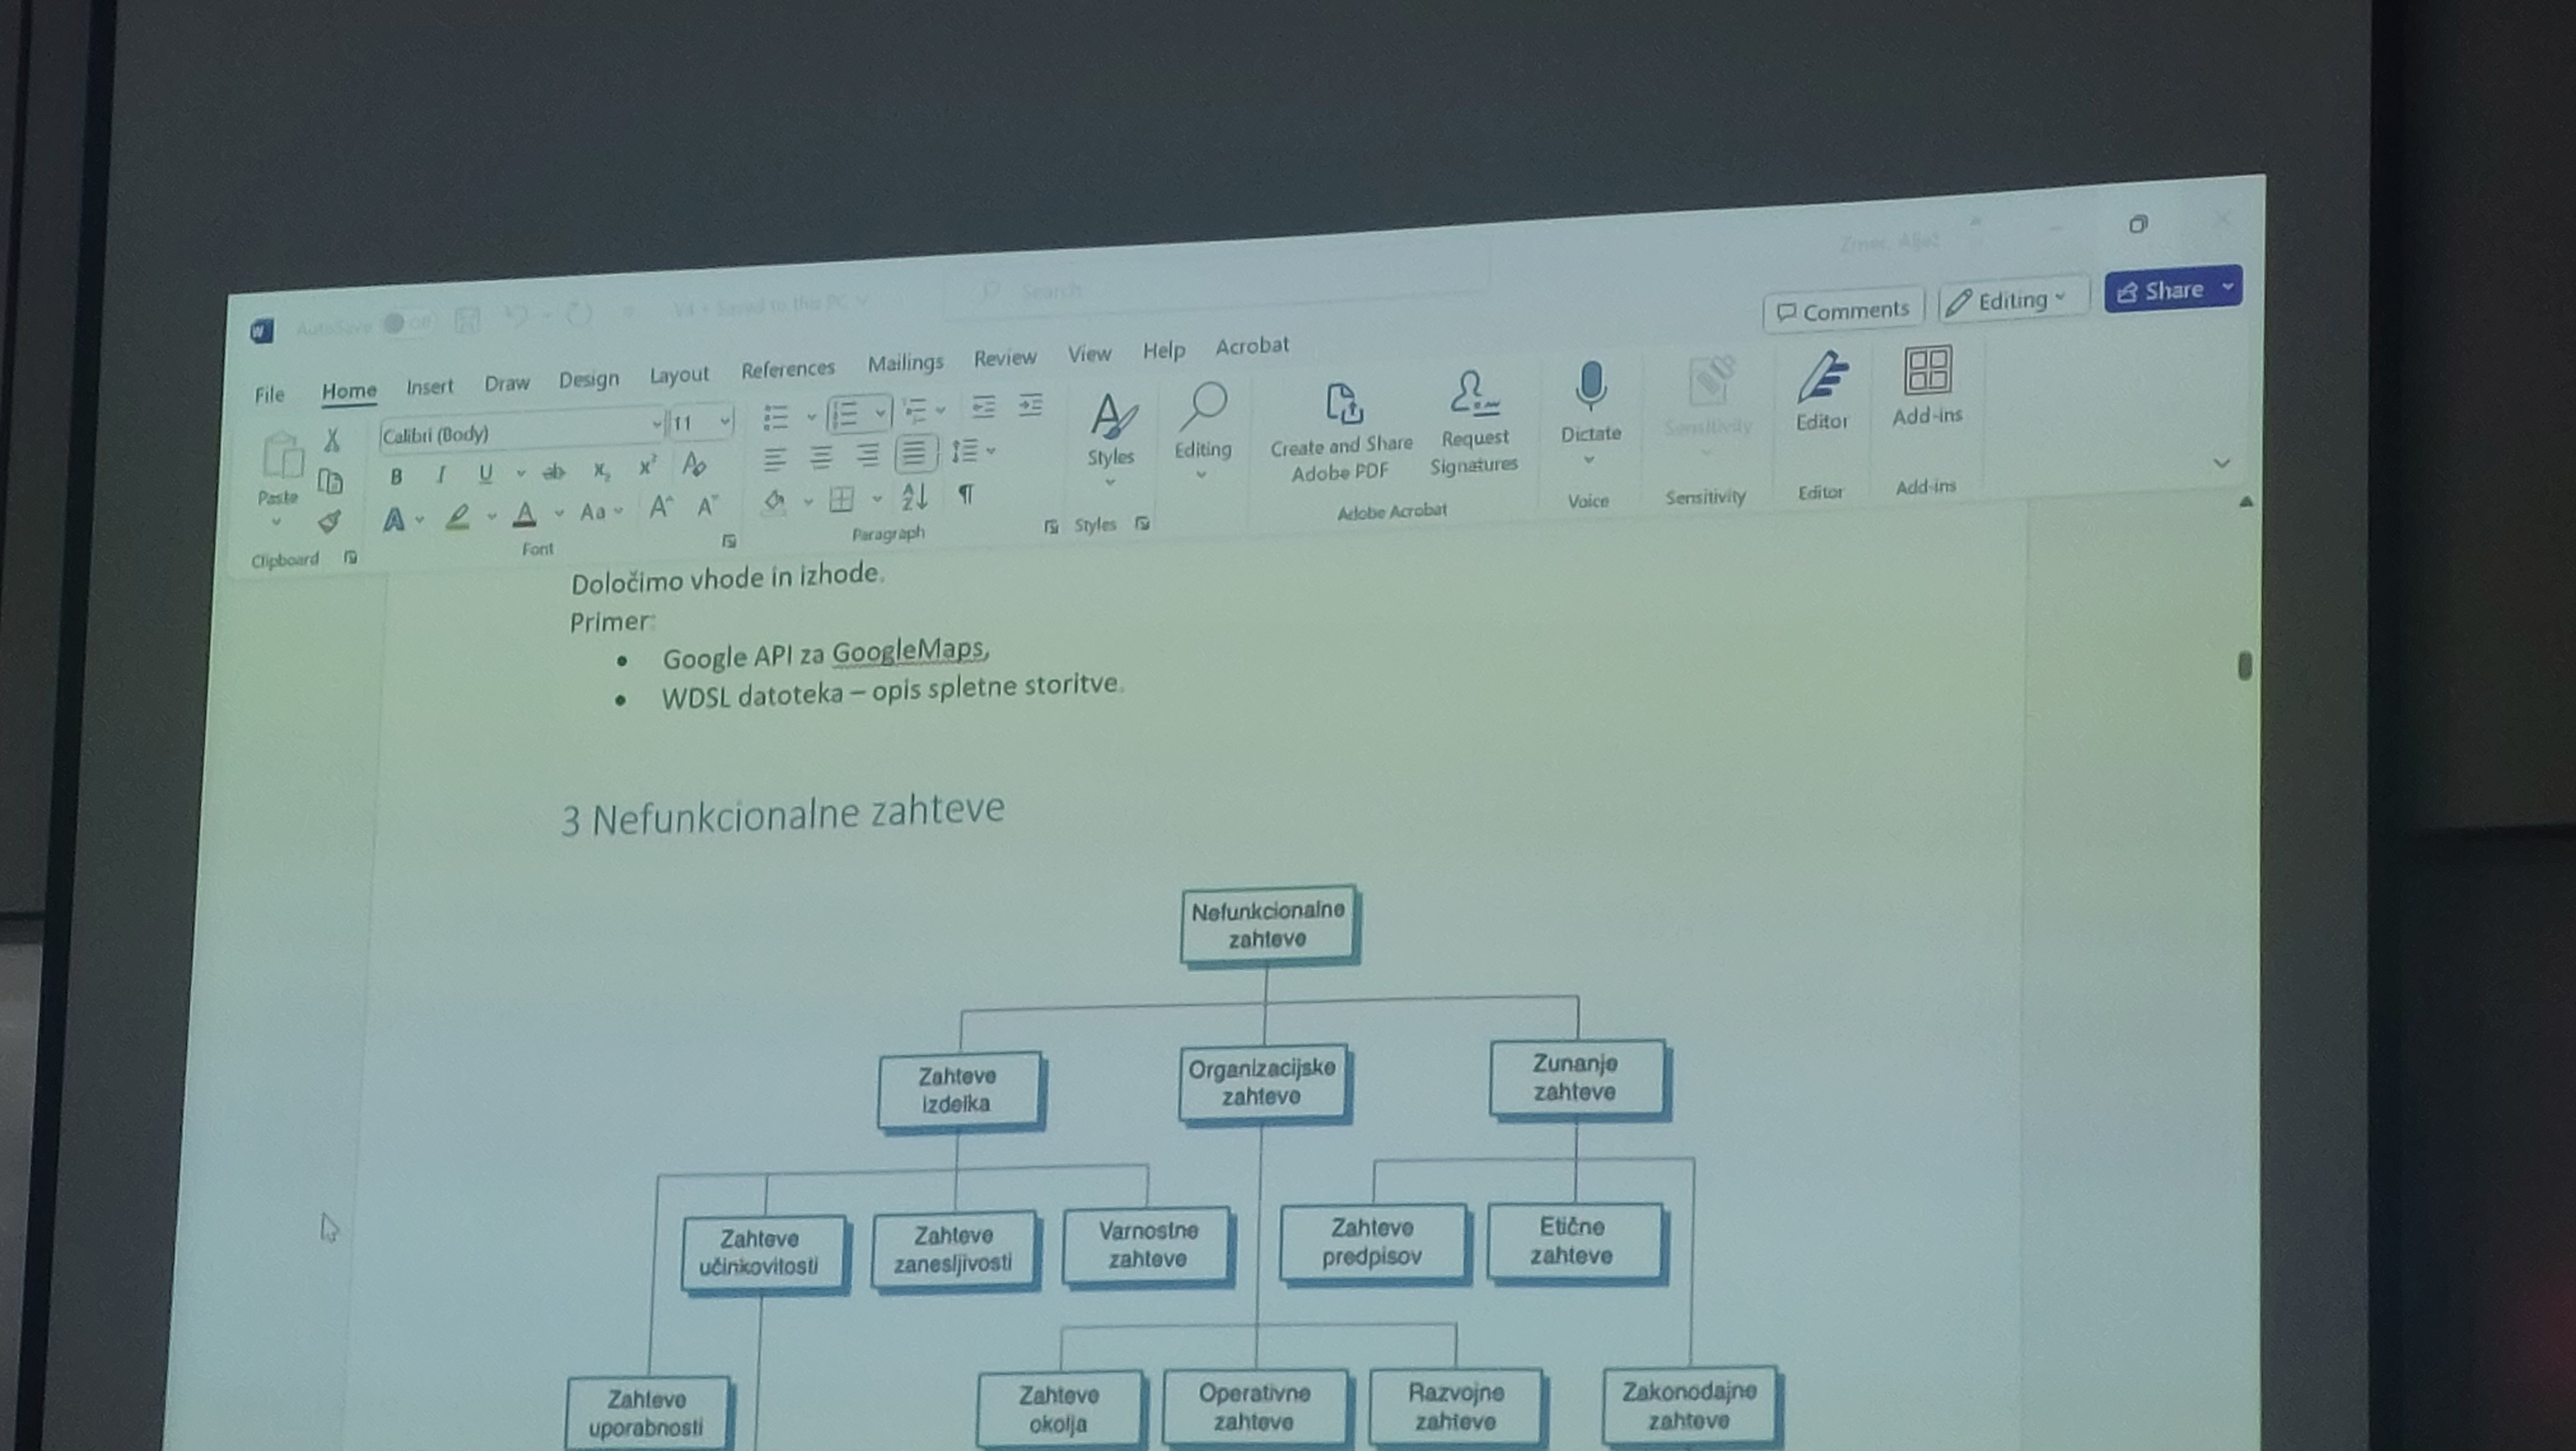 AutoSave Off
V4 • Saved to this PC
Search
Comments
Editing
Share
File Home Insert Draw Design Layout References Mailings Review View Help Acrobat
Calibri (Body) 11
Paste
Clipboard
Font
Paragraph
Styles
Styles
Editing
Create and Share
Adobe PDF
Request
Signatures
Adobe Acrobat
Dictate
Voice
Sensitivity
Sensitivity
Editor
Editor
Add-ins
Add-ins
Določimo vhode in izhode.
Primer:
• Google API za GoogleMaps,
• WDSL datoteka – opis spletne storitve.
3 Nefunkcionalne zahteve
Nefunkcionalne
zahteve
Zahteve
izdelka
Organizacijske
zahteve
Zunanje
zahteve
Zahteve
učinkovitosti
Zahteve
zanesljivosti
Varnostne
zahteve
Zahteve
predpisov
Etične
zahteve
Zahteve
uporabnosti
Zahteve
okolja
Operativne
zahteve
Razvojne
zahteve
Zakonodajne
zahteve